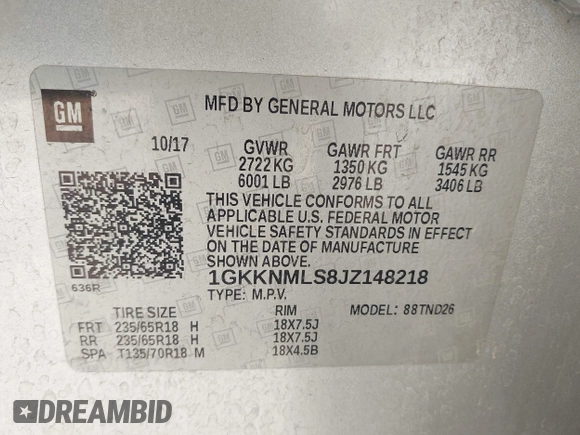 GM
MFD BY GENERAL MOTORS LLC
10/17 GVWR GAWR FRT GAWR RR
2722 KG 1350 KG 1545 KG
6001 LB 2976 LB 3406 LB
THIS VEHICLE CONFORMS TO ALL
APPLICABLE U.S. FEDERAL MOTOR
VEHICLE SAFETY STANDARDS IN EFFECT
ON THE DATE OF MANUFACTURE
SHOWN ABOVE.
636R
1GKKNMLS8JZ148218
TYPE: M.P.V. MODEL: 88TND26
TIRE SIZE RIM
FRT 235/65R18 H 18X7.5J
RR 235/65R18 H 18X7.5J
SPA T135/70R18 M 18X4.5B
DREAMBID